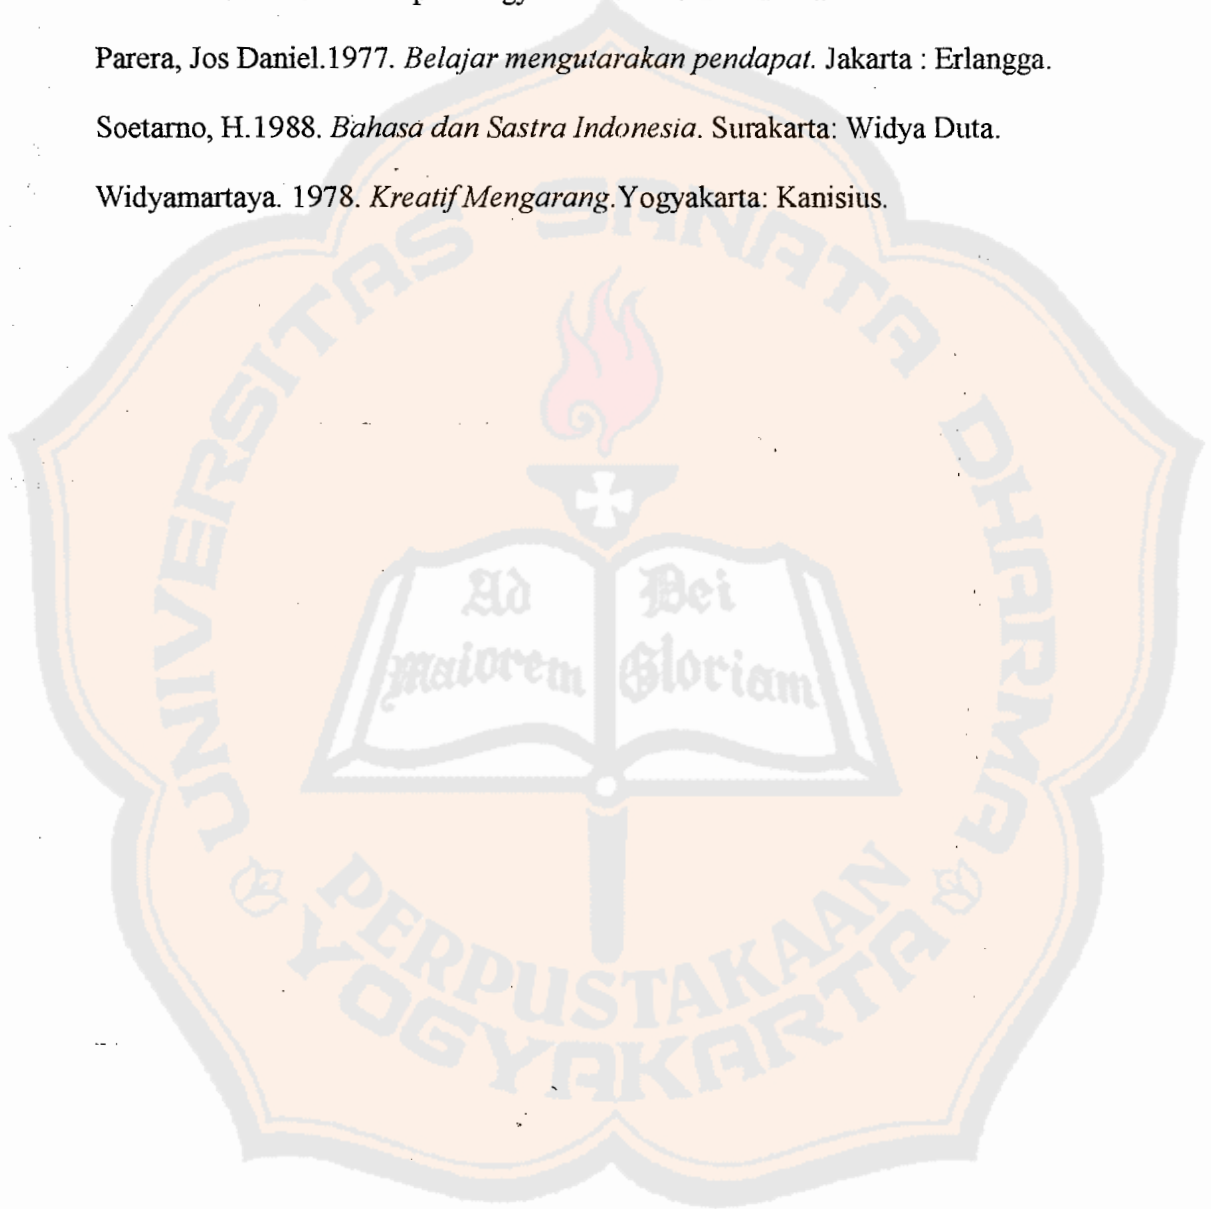 Parera, Jos Daniel.1977. Belajar mengutarakan pendapat. Jakarta : Erlangga.
Soetarno, H.1988. Bahasa dan Sastra Indonesia. Surakarta: Widya Duta.
Widyamartaya. 1978. Kreatif Mengarang.Yogyakarta: Kanisius.
UNIVERSITAS SANATA DHARMA
Ad Dei
maiorem Gloriam
PERPUSTAKAAN
YOGYAKARTA